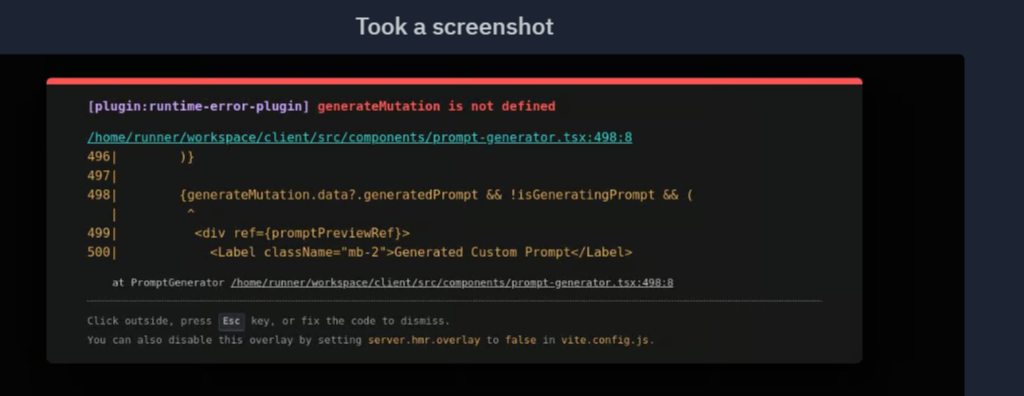 Took a screenshot
[plugin:runtime-error-plugin] generateMutation is not defined
/home/runner/workspace/client/src/components/prompt-generator.tsx:498:8
496|        )}
497|
498|        {generateMutation.data?.generatedPrompt && !isGeneratingPrompt && (
   |         ^
499|          <div ref={promptPreviewRef}>
500|            <Label className="mb-2">Generated Custom Prompt</Label>
at PromptGenerator /home/runner/workspace/client/src/components/prompt-generator.tsx:498:8
Click outside, press Esc key, or fix the code to dismiss.
You can also disable this overlay by setting server.hmr.overlay to false in vite.config.js.